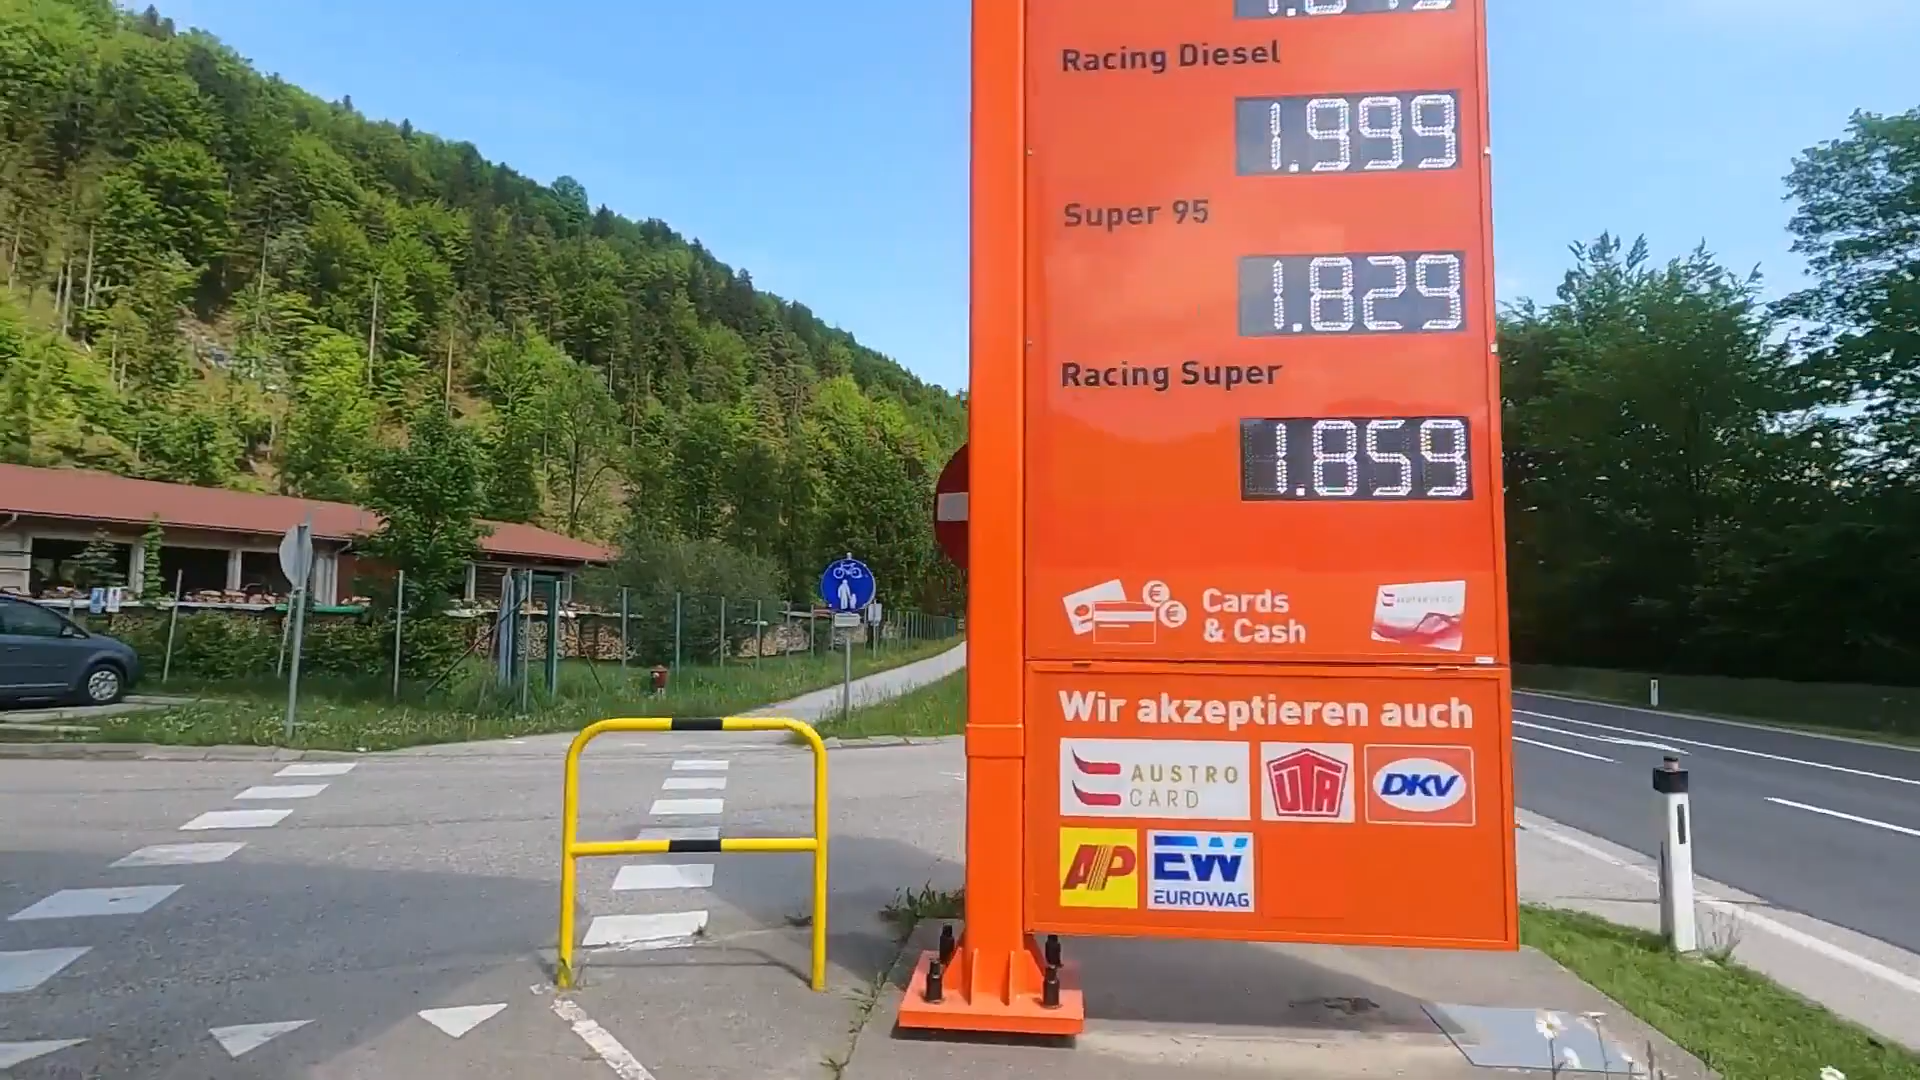 Racing Diesel
1.999
Super 95
1.829
Racing Super
1.859
Cards
& Cash
Wir akzeptieren auch
AUSTRO
CARD
UTA
DKV
AP
EW
EUROWAG